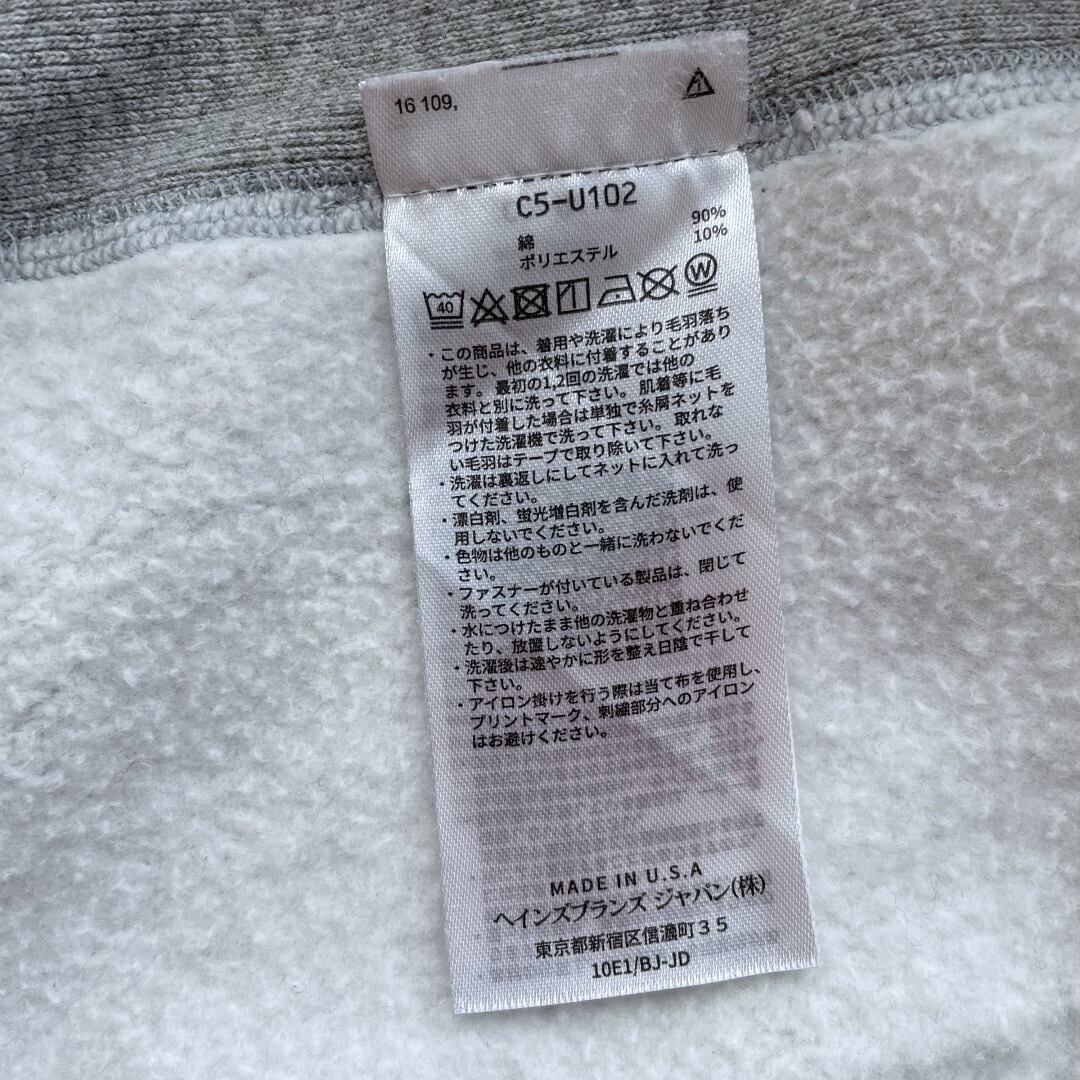 16 109,
C5-U102
綿 90%
ポリエステル 10%
40 W
・この商品は、着用や洗濯により毛羽落ち
が生じ、他の衣料に付着することがあり
ます。最初の1,2回の洗濯では他の
衣料と別に洗って下さい。肌着等に毛
羽が付着した場合は単独で糸屑ネットを
つけた洗濯機で洗って下さい。取れな
い毛羽はテープで取り除いて下さい。
・洗濯は裏返しにしてネットに入れて洗っ
てください。
・漂白剤、蛍光増白剤を含んだ洗剤は、使
用しないでください。
・色物は他のものと一緒に洗わないでくだ
さい。
・ファスナーが付いている製品は、閉じて
洗ってください。
・水につけたまま他の洗濯物と重ね合わせ
たり、放置しないようにしてください。
・洗濯後は速やかに形を整え日陰で干して
下さい。
・アイロン掛けを行う際は当て布を使用し、
プリントマーク、刺繍部分へのアイロン
はお避けください。
MADE IN U.S.A
ヘインズブランズ ジャパン(株)
東京都新宿区信濃町35
10E1/BJ-JD